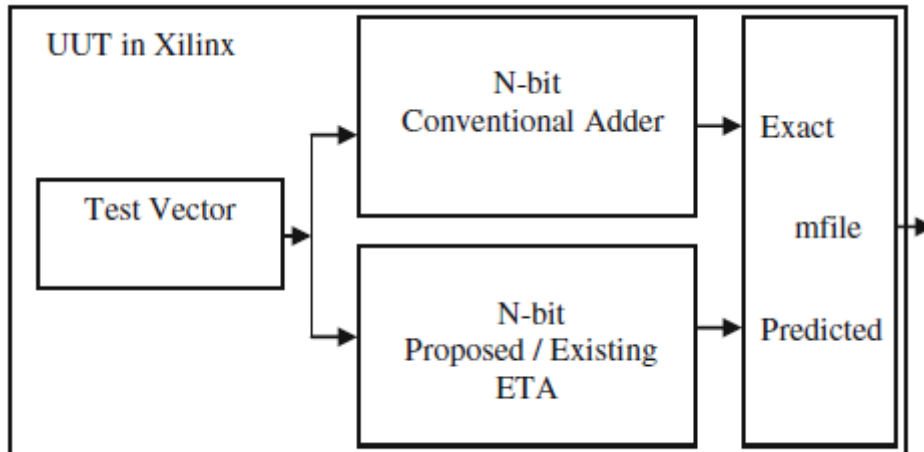 UUT in Xilinx
Test Vector
N-bit
Conventional Adder
N-bit
Proposed / Existing
ETA
Exact
mfile
Predicted